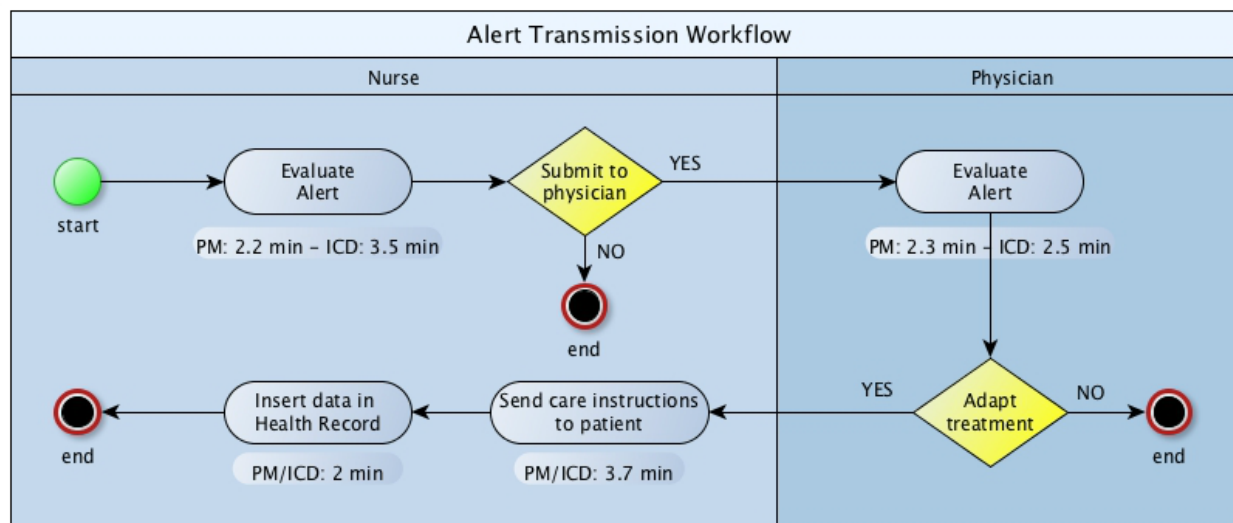 Alert Transmission Workflow
Nurse
Physician
Evaluate
Alert
Submit to
physician
YES
Evaluate
Alert
start
PM: 2.2 min – ICD: 3.5 min
NO
PM: 2.3 min – ICD: 2.5 min
end
Insert data in
Health Record
Send care instructions
to patient
YES
Adapt
treatment
NO
end
PM/ICD: 2 min
PM/ICD: 3.7 min
end